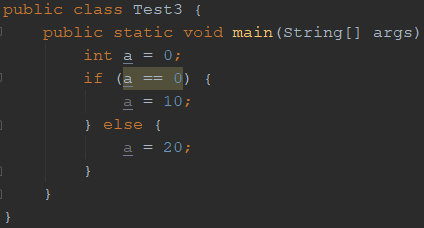 public class Test3 {
    public static void main(String[] args)
        int a = 0;
        if (a == 0) {
            a = 10;
        } else {
            a = 20;
        }
    }
}